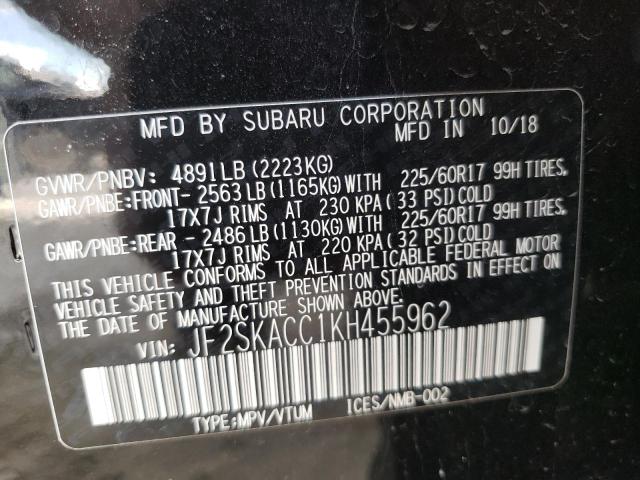 MFD BY SUBARU CORPORATION
MFD IN 10/18
GVWR/PNBV: 4891LB (2223KG)
GAWR/PNBE:FRONT- 2563 LB (1165KG) WITH 225/60R17 99H TIRES,
17X7J RIMS AT 230 KPA (33 PSI) COLD
GAWR/PNBE:REAR - 2486 LB (1130KG) WITH 225/60R17 99H TIRES,
17X7J RIMS AT 220 KPA (32 PSI) COLD
THIS VEHICLE CONFORMS TO ALL APPLICABLE FEDERAL MOTOR
VEHICLE SAFETY AND THEFT PREVENTION STANDARDS IN EFFECT ON
THE DATE OF MANUFACTURE SHOWN ABOVE.
VIN: JF2SKACC1KH455962
TYPE:MPV/VTUM ICES/NMB-002